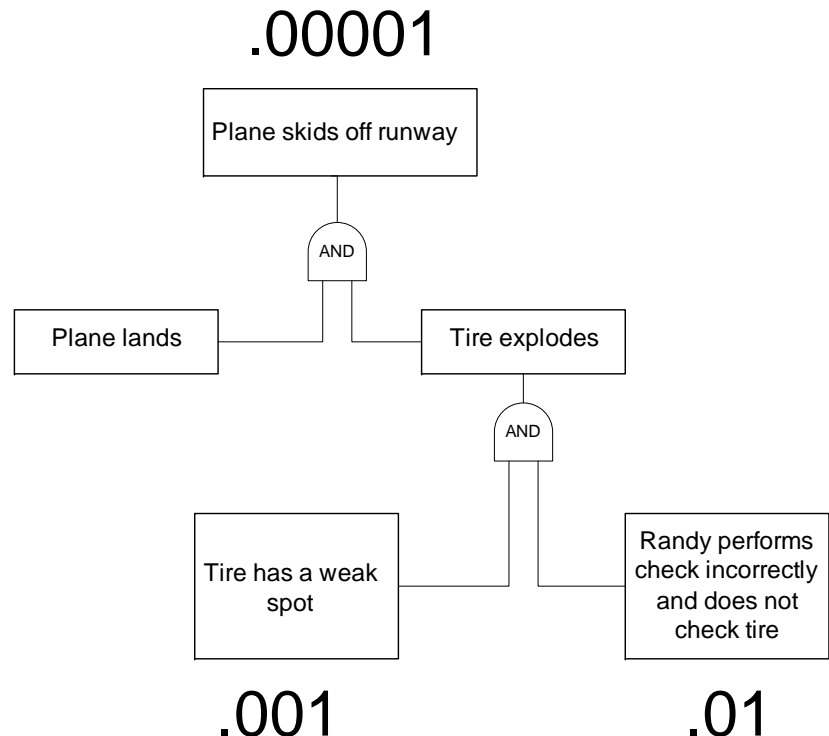 .00001
Plane skids off runway
AND
Plane lands
Tire explodes
AND
Tire has a weak
spot
Randy performs
check incorrectly
and does not
check tire
.001
.01